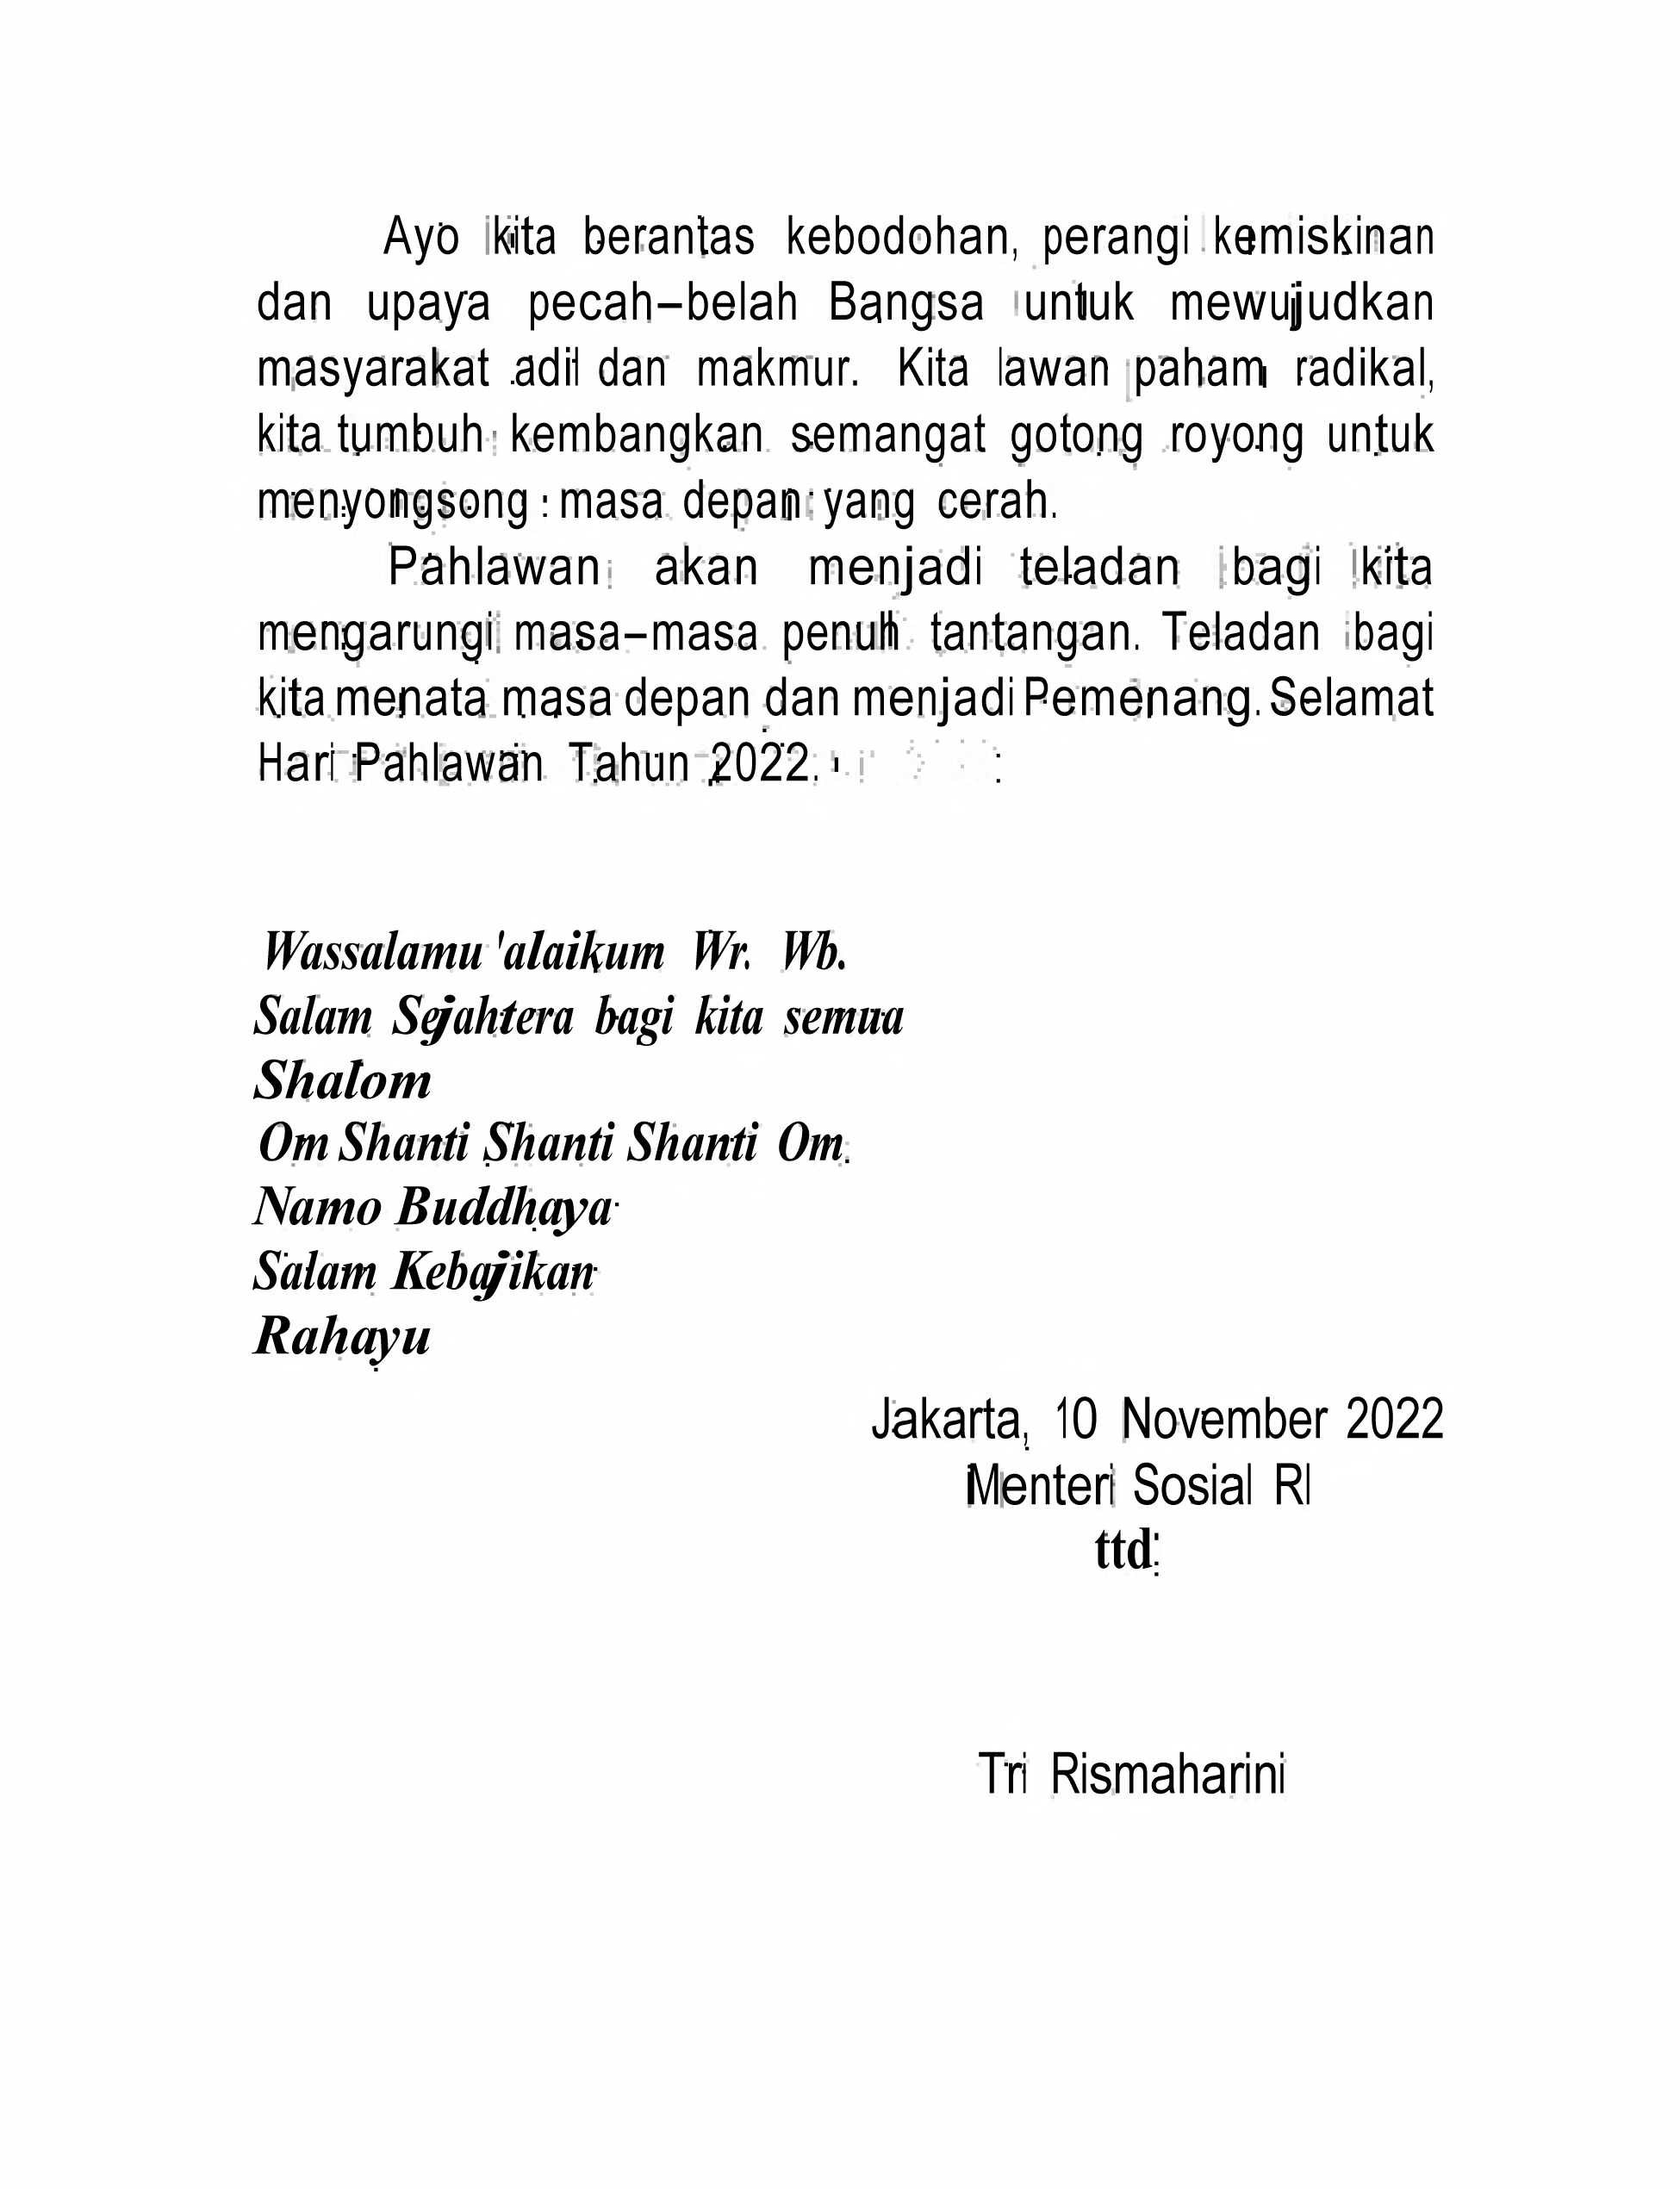 Ayo kita berantas kebodohan, perangi kemiskinan
dan upaya pecah-belah Bangsa untuk mewujudkan
masyarakat adil dan makmur. Kita lawan paham radikal,
kita tumbuh kembangkan semangat gotong royong untuk
menyongsong masa depan yang cerah.
Pahlawan akan menjadi teladan bagi kita
mengarungi masa-masa penuh tantangan. Teladan bagi
kita menata masa depan dan menjadi Pemenang. Selamat
Hari Pahlawan Tahun 2022.
Wassalamu'alaikum Wr. Wb.
Salam Sejahtera bagi kita semua
Shalom
Om Shanti Shanti Shanti Om
Namo Buddhaya
Salam Kebajikan
Rahayu
Jakarta, 10 November 2022
Menteri Sosial RI
ttd
Tri Rismaharini